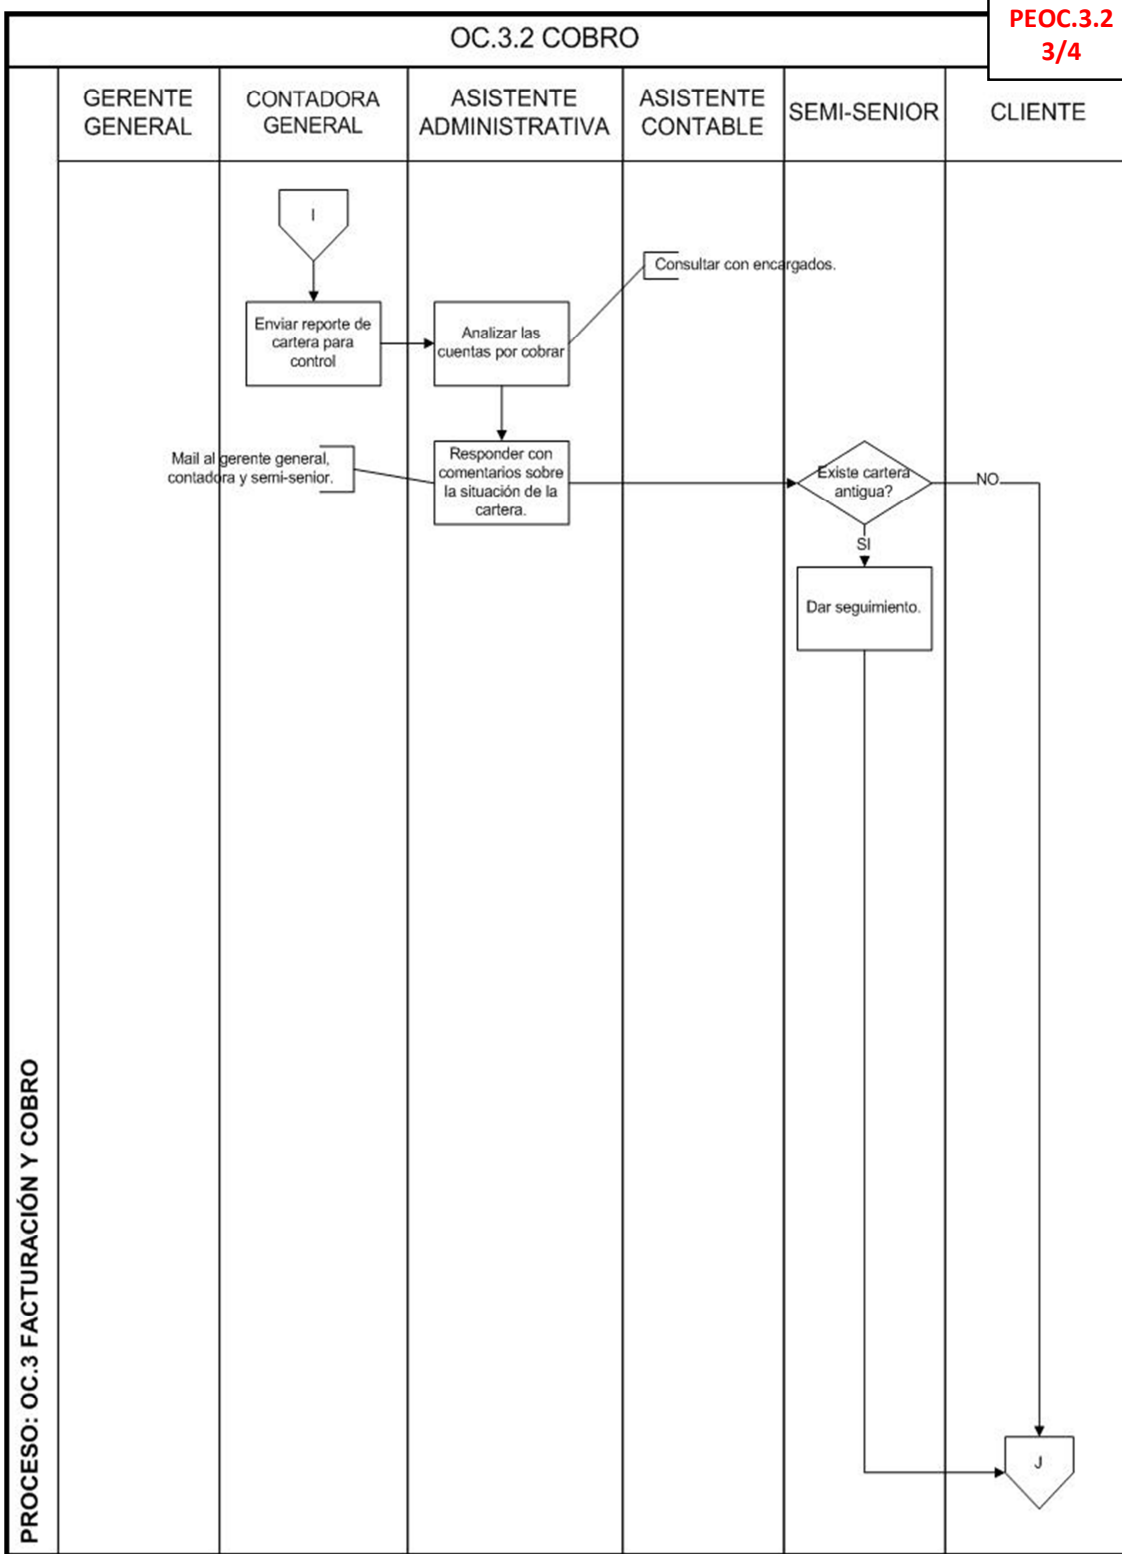 PEOC.3.2
3/4
OC.3.2 COBRO
GERENTE
GENERAL
CONTADORA
GENERAL
ASISTENTE
ADMINISTRATIVA
ASISTENTE
CONTABLE
SEMI-SENIOR
CLIENTE
I
Consultar con encargados.
Enviar reporte de
cartera para
control
Analizar las
cuentas por cobrar
Mail al gerente general,
contadora y semi-senior.
Responder con
comentarios sobre
la situación de la
cartera.
Existe cartera
antigua?
NO
SI
Dar seguimiento.
J
PROCESO: OC.3 FACTURACIÓN Y COBRO